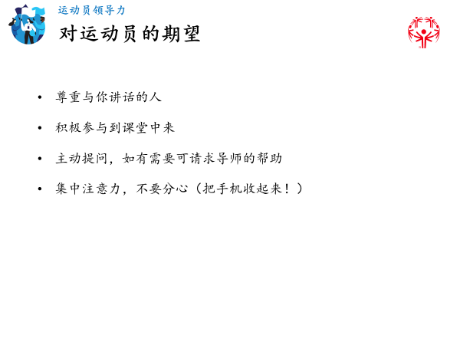 运动员领导力
对运动员的期望
• 尊重与你讲话的人
• 积极参与到课堂中来
• 主动提问，如有需要可请求导师的帮助
• 集中注意力，不要分心（把手机收起来！）